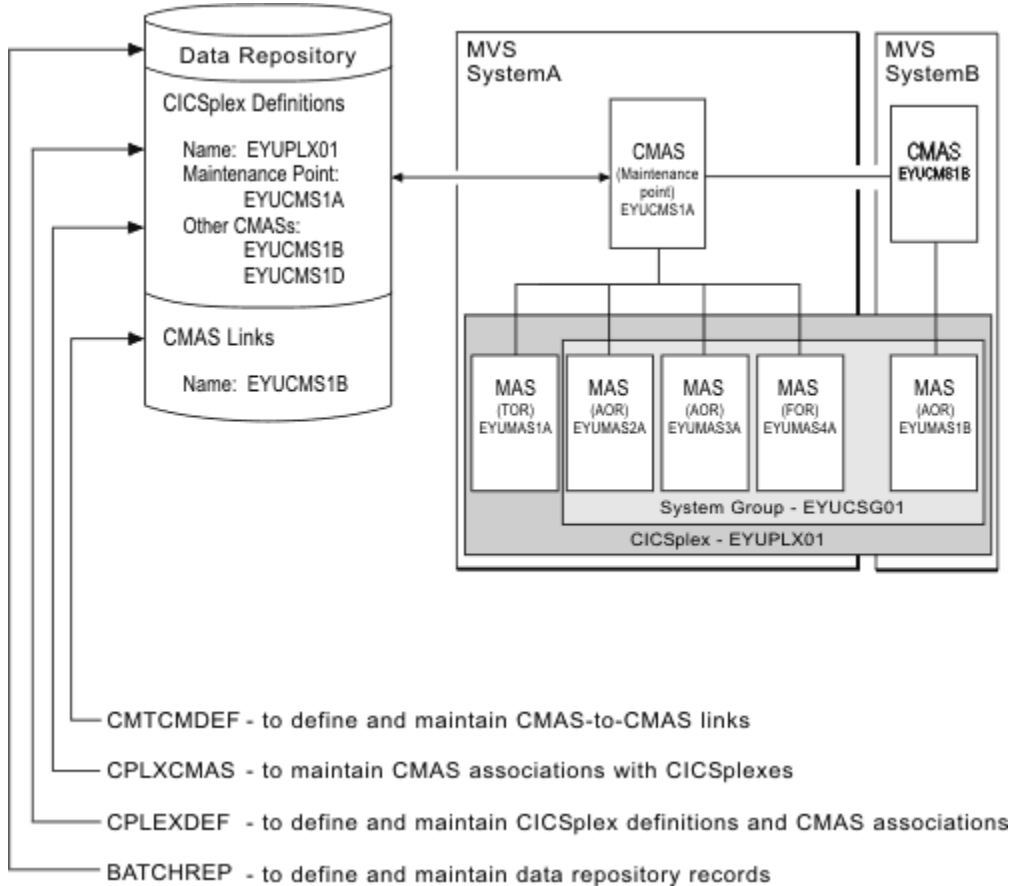 Data Repository
CICSplex Definitions
Name: EYUPLX01
Maintenance Point:
EYUCMS1A
Other CMASs:
EYUCMS1B
EYUCMS1D
CMAS Links
Name: EYUCMS1B
MVS
SystemA
CMAS
(Maintenance
point)
EYUCMS1A
MVS
SystemB
CMAS
EYUCMS1B
MAS
(TOR)
EYUMAS1A
MAS
(AOR)
EYUMAS2A
MAS
(AOR)
EYUMAS3A
MAS
(FOR)
EYUMAS4A
MAS
(AOR)
EYUMAS1B
System Group - EYUCSG01
CICSplex - EYUPLX01
CMTCMDEF - to define and maintain CMAS-to-CMAS links
CPLXCMAS - to maintain CMAS associations with CICSplexes
CPLEXDEF - to define and maintain CICSplex definitions and CMAS associations
BATCHREP - to define and maintain data repository records